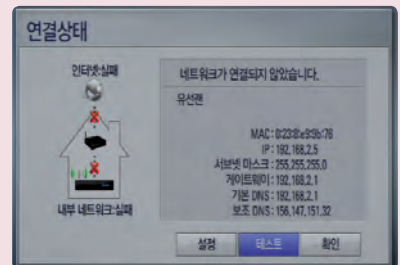 연결상태
인터넷:실패
내부 네트워크:실패
네트워크가 연결되지 않았습니다.
유선랜
MAC : 0:23:8:e9:9b:76
IP : 192.168.2.5
서브넷 마스크 : 255.255.255.0
게이트웨이 : 192.168.2.1
기본 DNS : 192.168.2.1
보조 DNS : 156.147.151.32
설정
테스트
확인